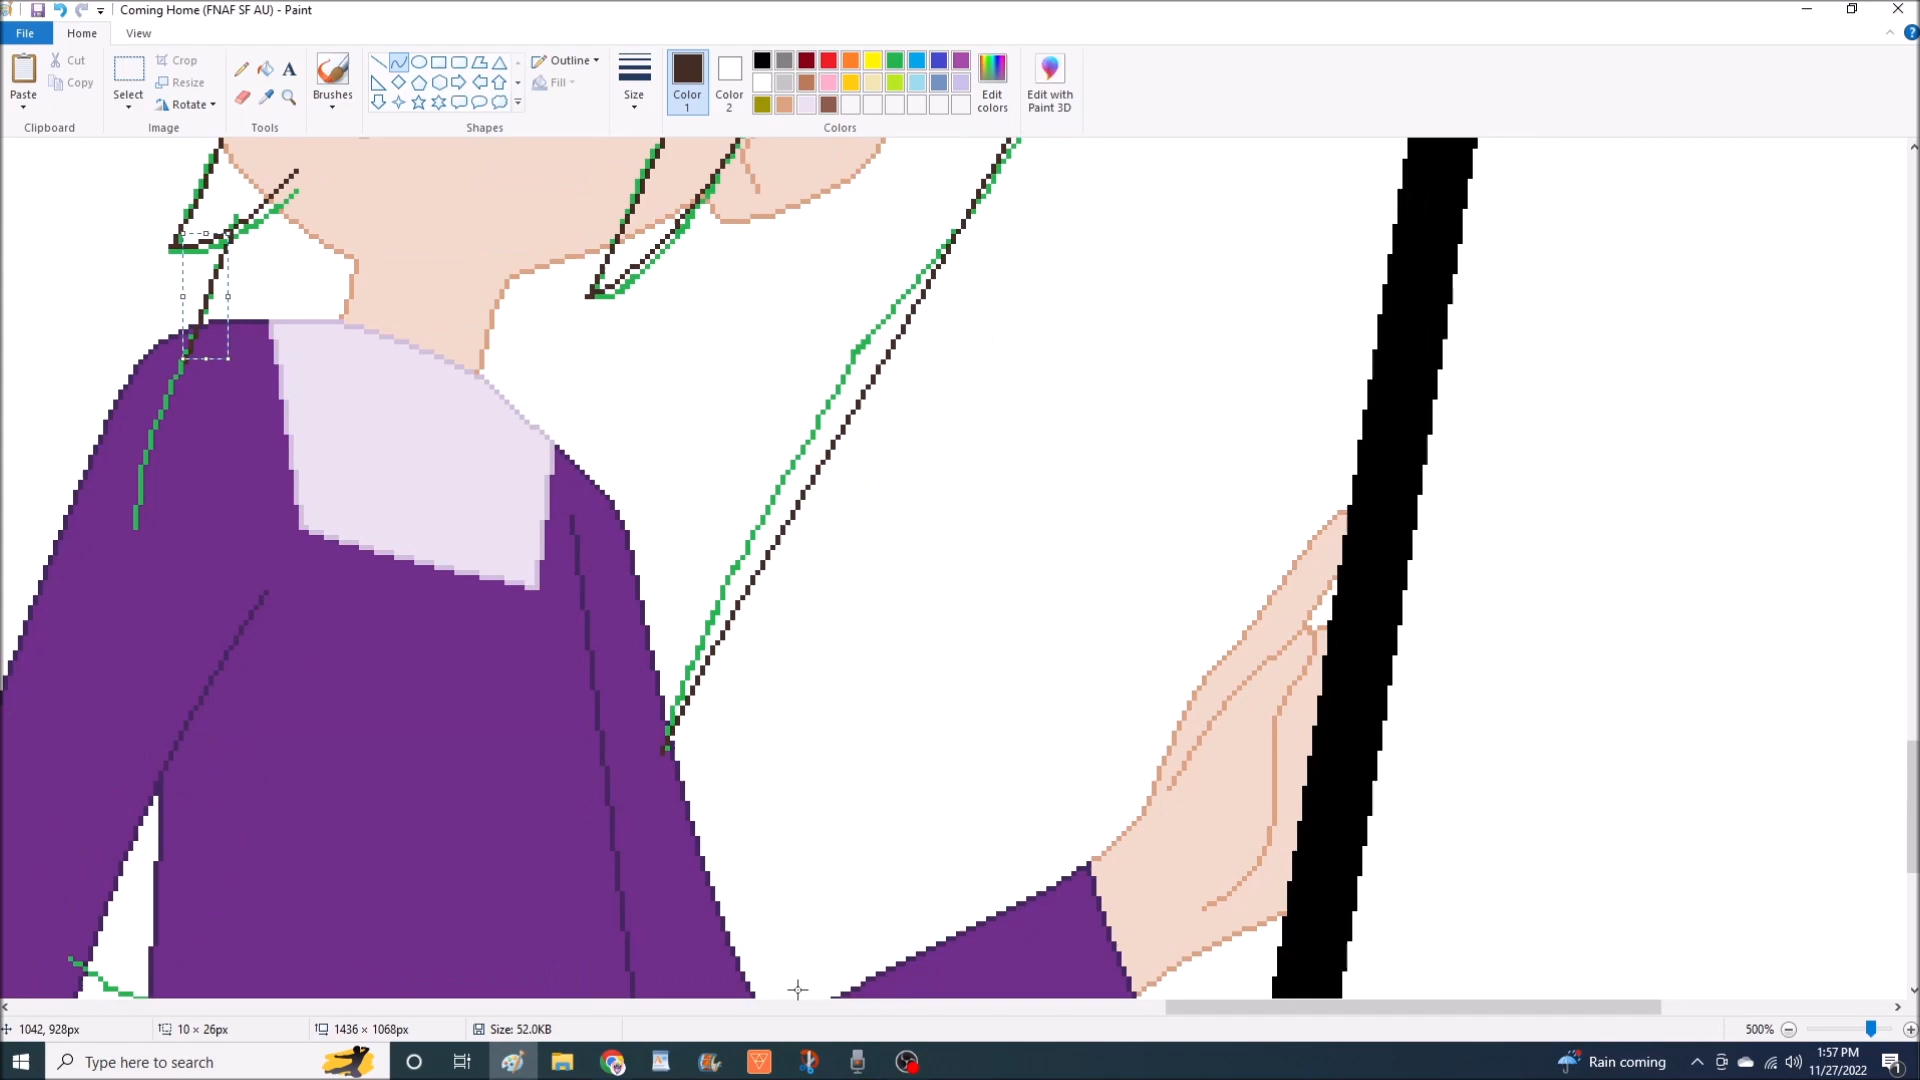 Coming Home (FNAF SF AU) - Paint
File
Home
View
Paste
Cut
Copy
Clipboard
Select
Crop
Resize
Rotate
Image
A
Tools
Brushes
Shapes
Outline
Fill
Size
Color 1
Color 2
Edit colors
Edit with Paint 3D
Colors
1042, 928px
10 × 26px
1436 × 1068px
Size: 52.0KB
500%
Type here to search
Rain coming
1:57 PM
11/27/2022
1